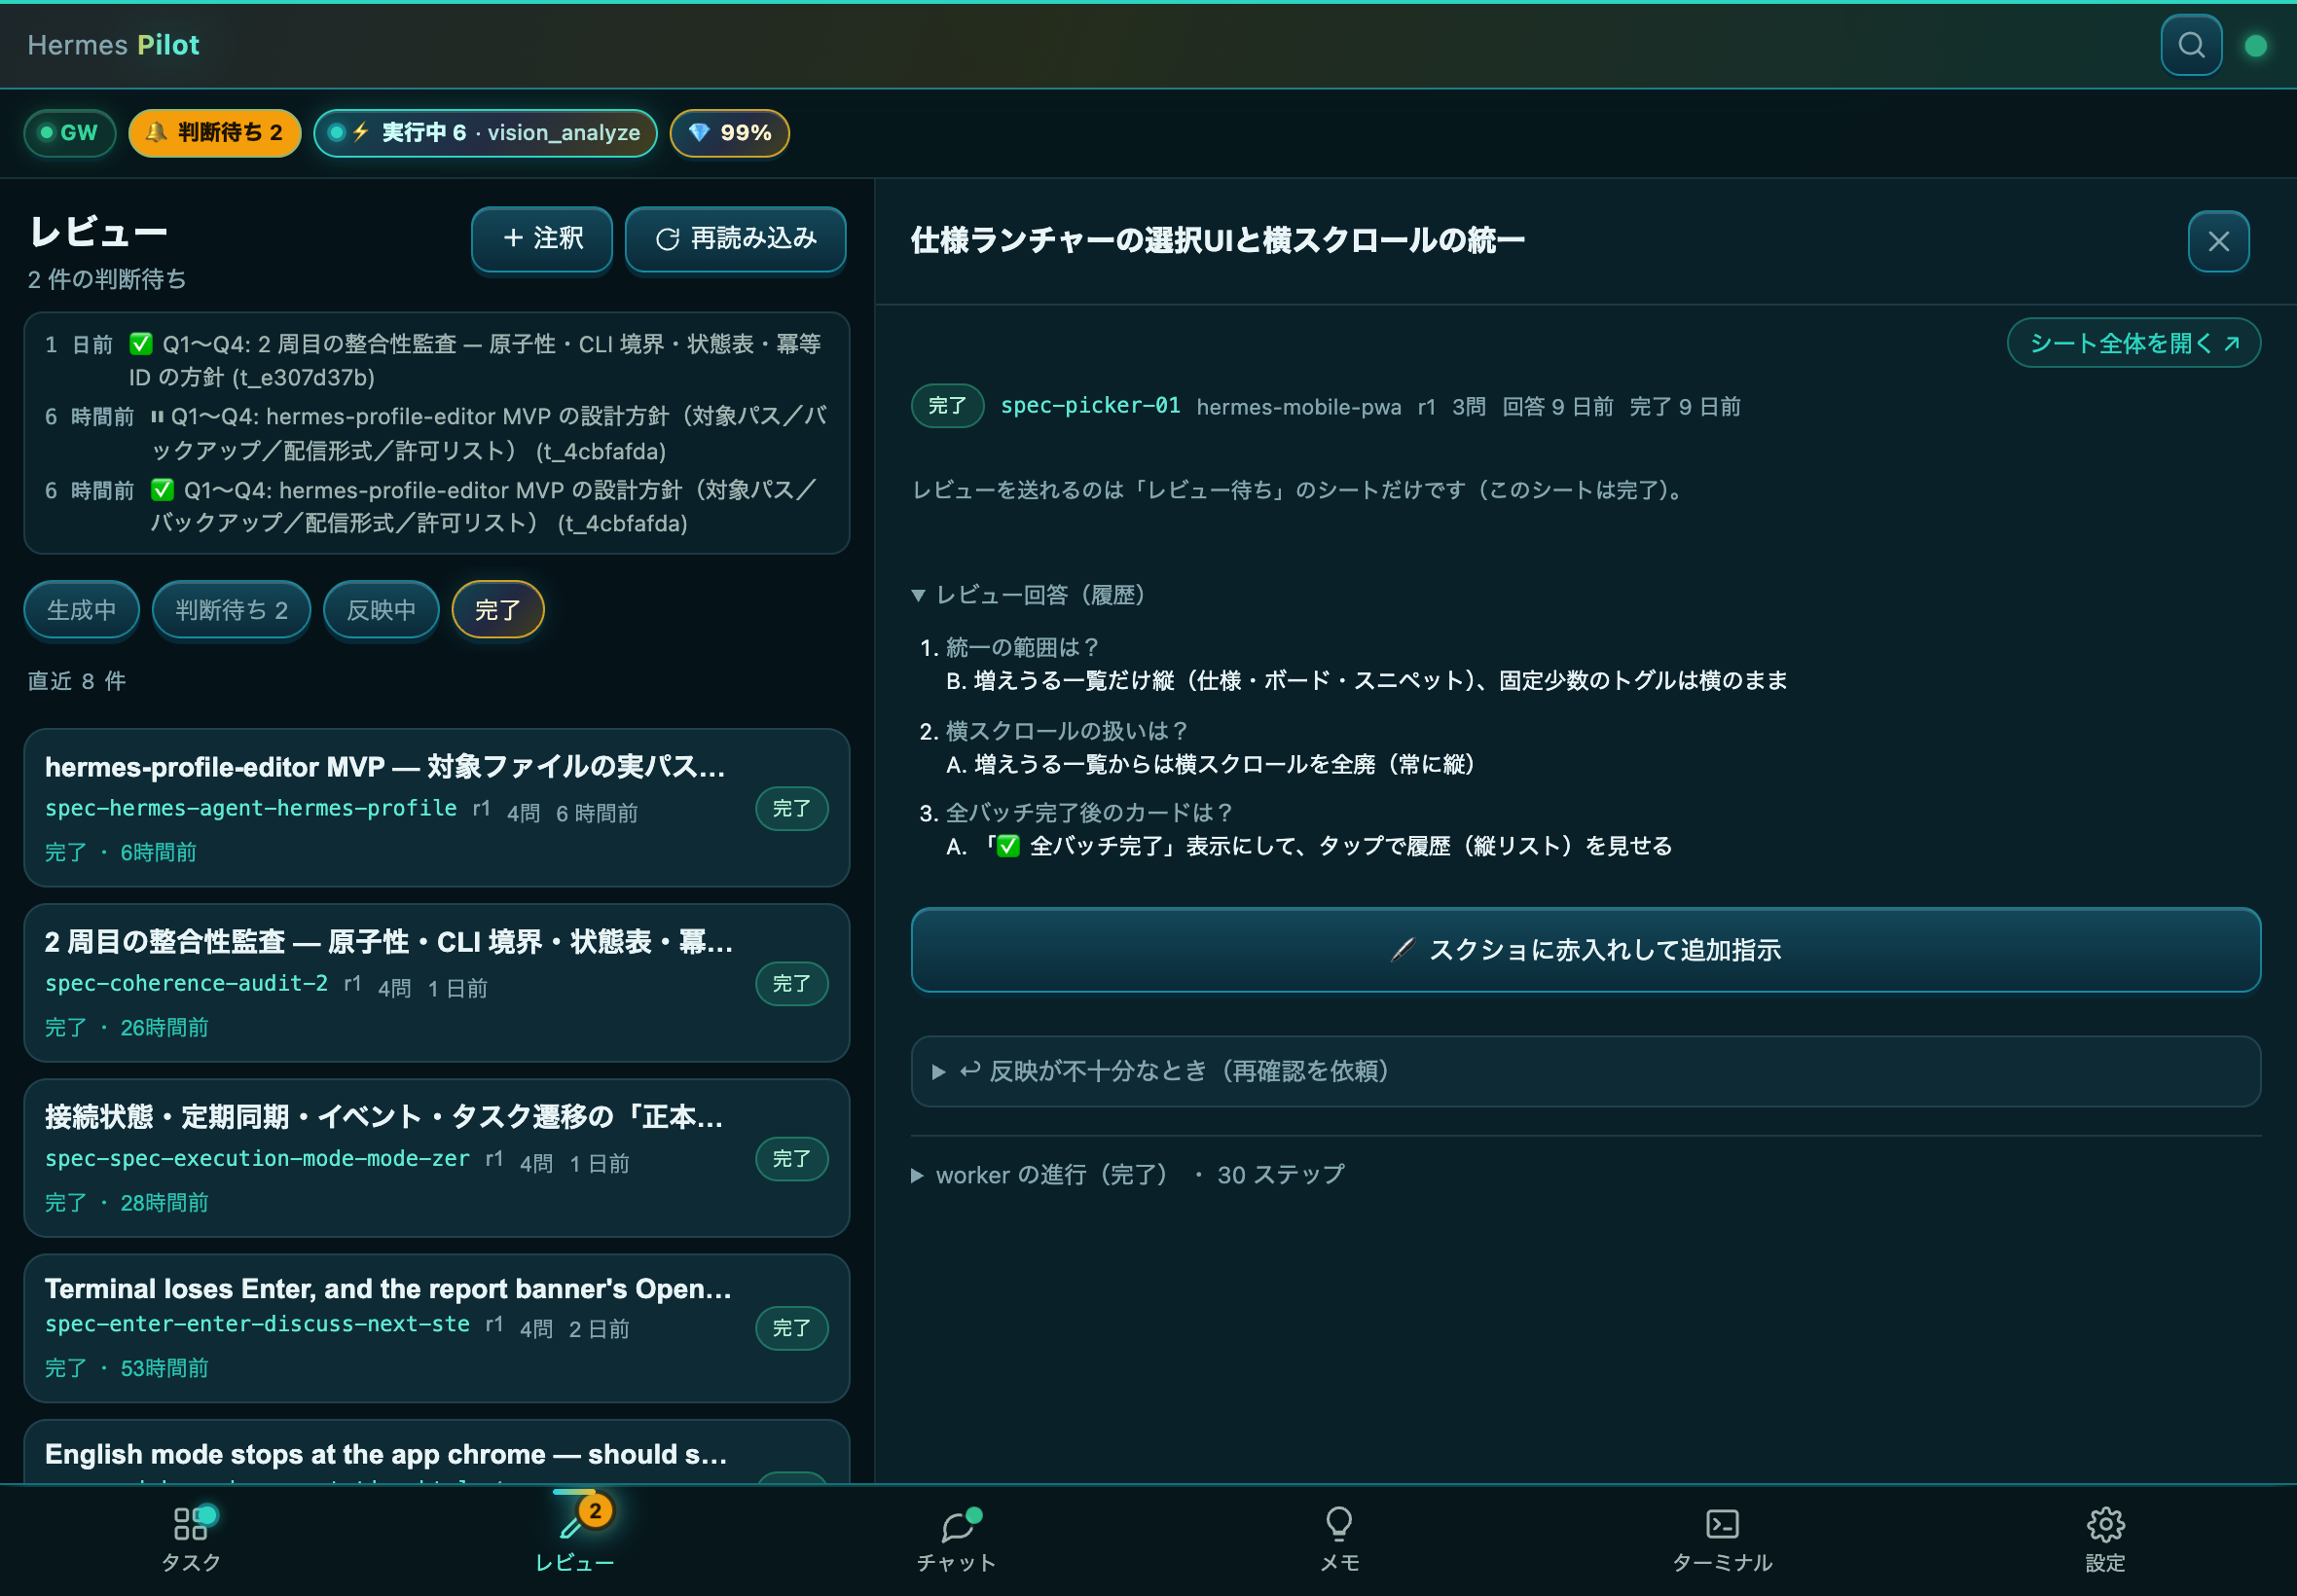 Hermes Pilot
GW
判断待ち 2
実行中 6 · vision_analyze
99%
レビュー
2 件の判断待ち
+ 注釈
再読み込み
1 日前 ✅ Q1〜Q4: 2 周目の整合性監査 — 原子性・CLI 境界・状態表・冪等
ID の方針 (t_e307d37b)
6 時間前 ⏸ Q1〜Q4: hermes-profile-editor MVP の設計方針（対象パス／バ
ックアップ／配信形式／許可リスト） (t_4cbfafda)
6 時間前 ✅ Q1〜Q4: hermes-profile-editor MVP の設計方針（対象パス／
バックアップ／配信形式／許可リスト） (t_4cbfafda)
生成中
判断待ち 2
反映中
完了
直近 8 件
hermes-profile-editor MVP — 対象ファイルの実パス…
spec-hermes-agent-hermes-profile r1 4問 6 時間前
完了
完了 · 6時間前
2 周目の整合性監査 — 原子性・CLI 境界・状態表・冪…
spec-coherence-audit-2 r1 4問 1 日前
完了
完了 · 26時間前
接続状態・定期同期・イベント・タスク遷移の「正本…
spec-spec-execution-mode-mode-zer r1 4問 1 日前
完了
完了 · 28時間前
Terminal loses Enter, and the report banner's Open…
spec-enter-enter-discuss-next-ste r1 4問 2 日前
完了
完了 · 53時間前
English mode stops at the app chrome — should s…
仕様ランチャーの選択UIと横スクロールの統一
シート全体を開く ↗
完了 spec-picker-01 hermes-mobile-pwa r1 3問 回答 9 日前 完了 9 日前
レビューを送れるのは「レビュー待ち」のシートだけです（このシートは完了）。
▼ レビュー回答（履歴）
1. 統一の範囲は？
B. 増えうる一覧だけ縦（仕様・ボード・スニペット）、固定少数のトグルは横のまま
2. 横スクロールの扱いは？
A. 増えうる一覧からは横スクロールを全廃（常に縦）
3. 全バッチ完了後のカードは？
A. 「✅ 全バッチ完了」表示にして、タップで履歴（縦リスト）を見せる
スクショに赤入れして追加指示
▶ ↩ 反映が不十分なとき（再確認を依頼）
▶ worker の進行（完了） · 30 ステップ
タスク
2
レビュー
チャット
メモ
ターミナル
設定